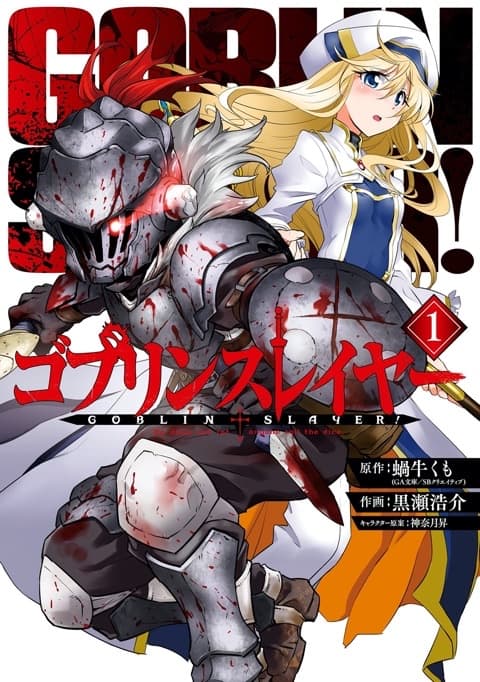 GOBLIN
S
!
1
ゴブリンスレイヤー
GOBLIN SLAYER!
原作：蝸牛くも
(GA文庫／SBクリエイティブ)
作画：黒瀬浩介
キャラクター原案：神奈月昇